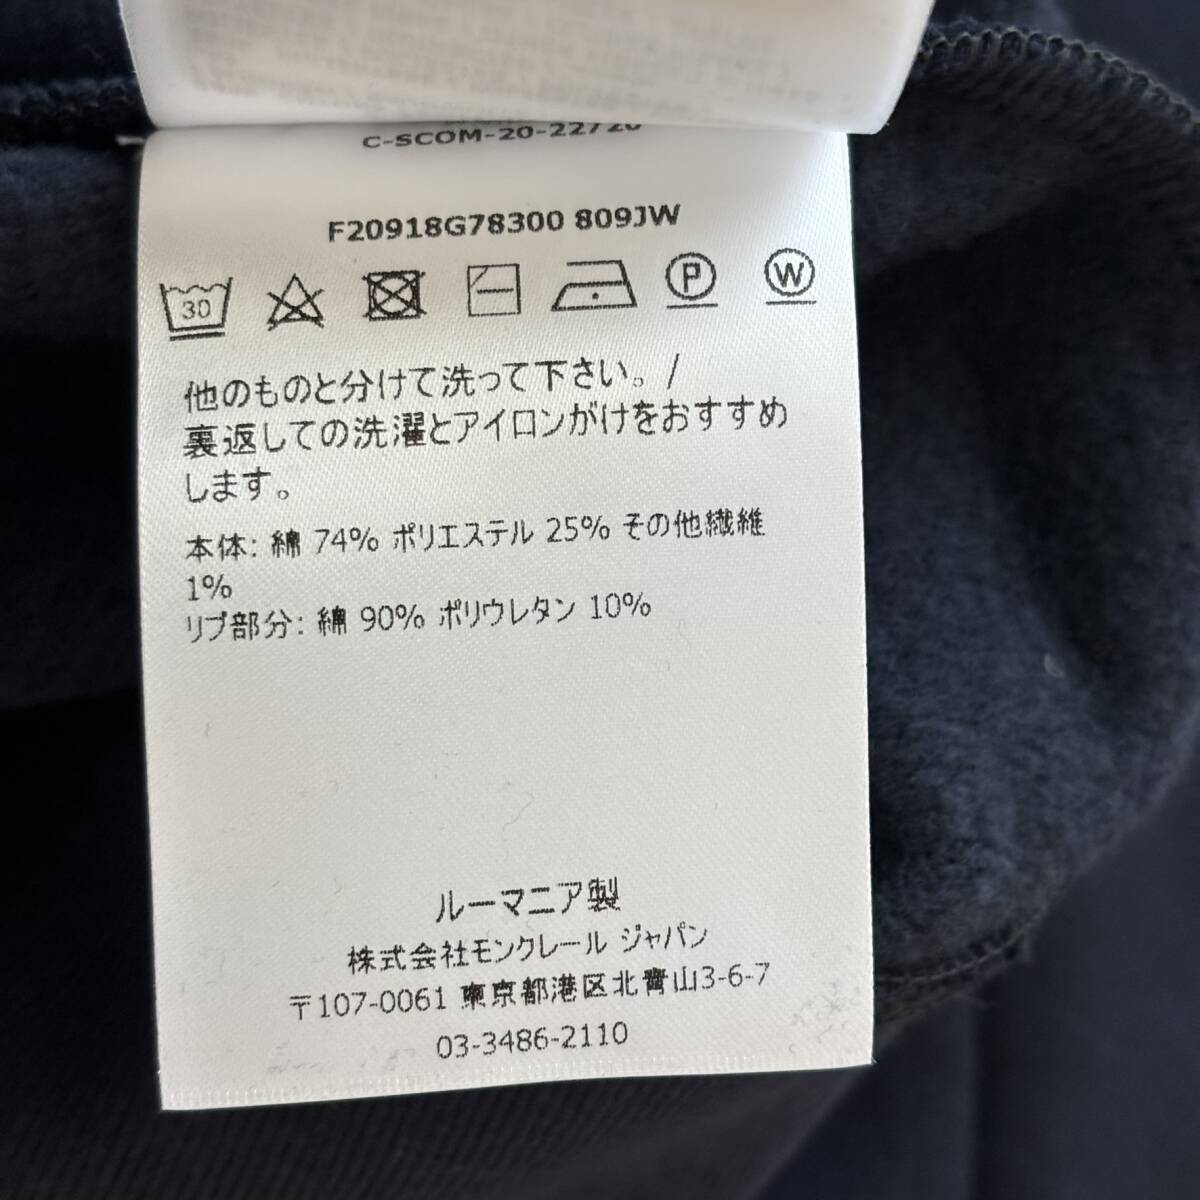 C-SCOM-20-22/20
F20918G78300 809JW
30 P W
他のものと分けて洗って下さい。/
裏返しての洗濯とアイロンがけをおすすめ
します。
本体: 綿 74% ポリエステル 25% その他繊維
1%
リブ部分: 綿 90% ポリウレタン 10%
ルーマニア製
株式会社モンクレール ジャパン
〒107-0061 東京都港区北青山3-6-7
03-3486-2110